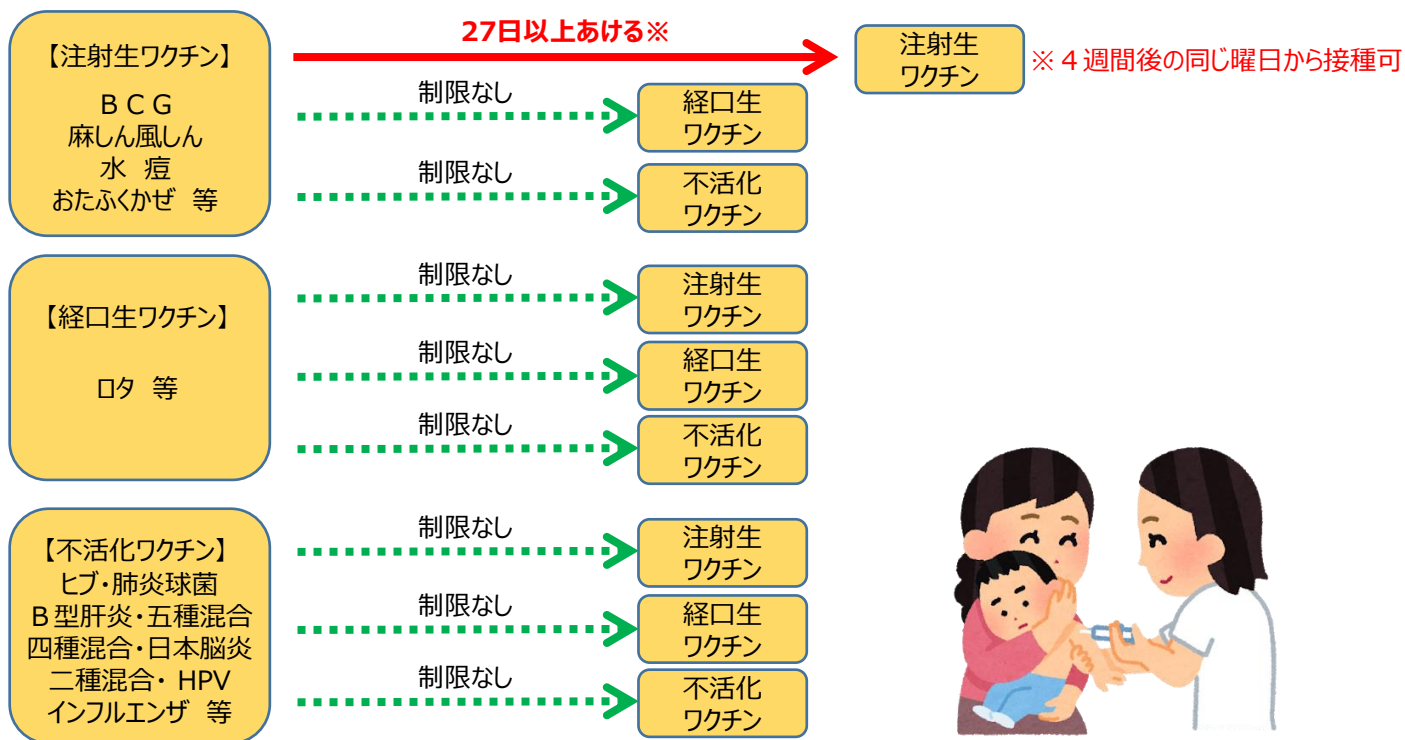 【注射生ワクチン】
ＢＣＧ
麻しん風しん
水　痘
おたふくかぜ　等
27日以上あける※
注射生
ワクチン
※４週間後の同じ曜日から接種可
制限なし
経口生
ワクチン
制限なし
不活化
ワクチン
【経口生ワクチン】
ロタ　等
制限なし
注射生
ワクチン
制限なし
経口生
ワクチン
制限なし
不活化
ワクチン
【不活化ワクチン】
ヒブ・肺炎球菌
Ｂ型肝炎・五種混合
四種混合・日本脳炎
二種混合・ HPV
インフルエンザ　等
制限なし
注射生
ワクチン
制限なし
経口生
ワクチン
制限なし
不活化
ワクチン